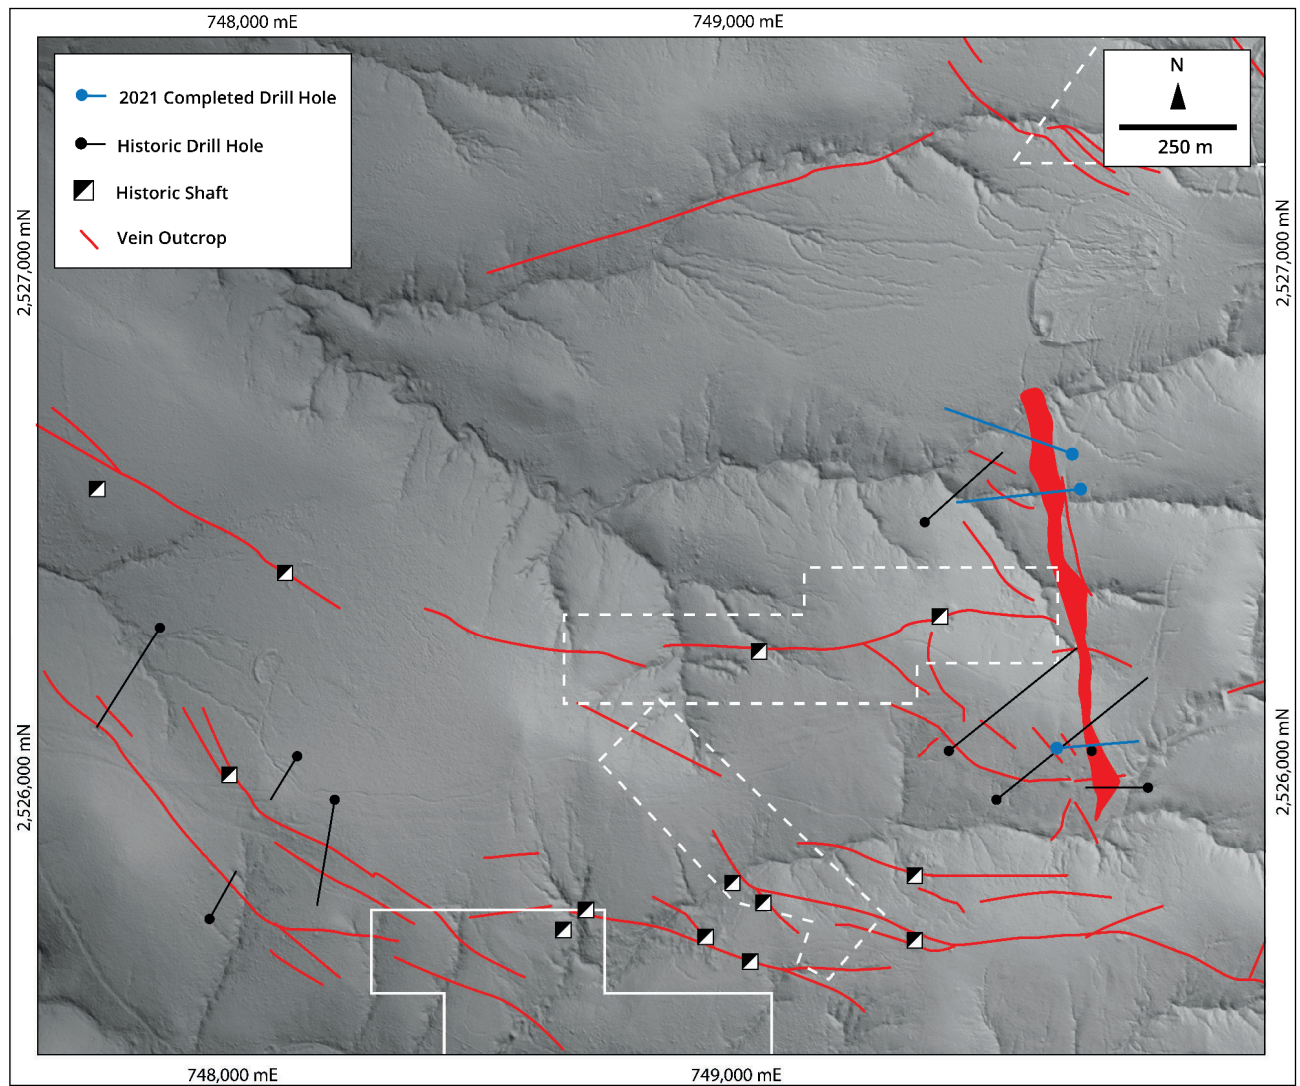 748,000 mE
749,000 mE
2021 Completed Drill Hole
Historic Drill Hole
Historic Shaft
Vein Outcrop
N
250 m
2,527,000 mN
2,527,000 mN
2,526,000 mN
2,526,000 mN
748,000 mE
749,000 mE